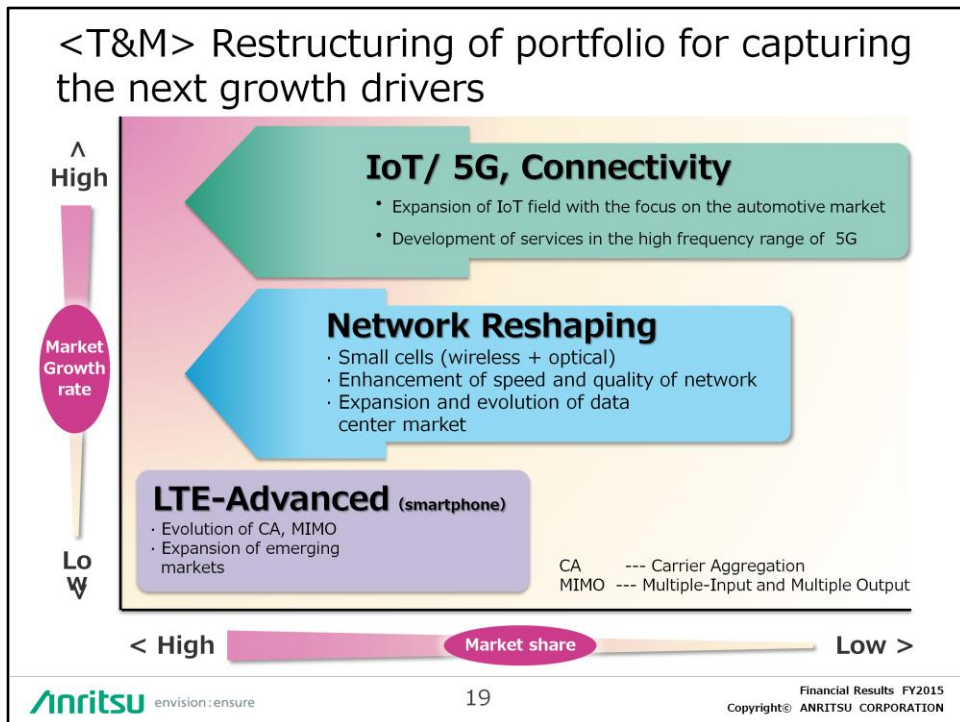 <T&M> Restructuring of portfolio for capturing
the next growth drivers
<
High
Market
Growth
rate
Lo
w
>
IoT/ 5G, Connectivity
• Expansion of IoT field with the focus on the automotive market
• Development of services in the high frequency range of 5G
Network Reshaping
· Small cells (wireless + optical)
· Enhancement of speed and quality of network
· Expansion and evolution of data
center market
LTE-Advanced (smartphone)
· Evolution of CA, MIMO
· Expansion of emerging
markets
CA --- Carrier Aggregation
MIMO --- Multiple-Input and Multiple Output
< High
Market share
Low >
Anritsu envision : ensure
19
Financial Results FY2015
Copyright© ANRITSU CORPORATION